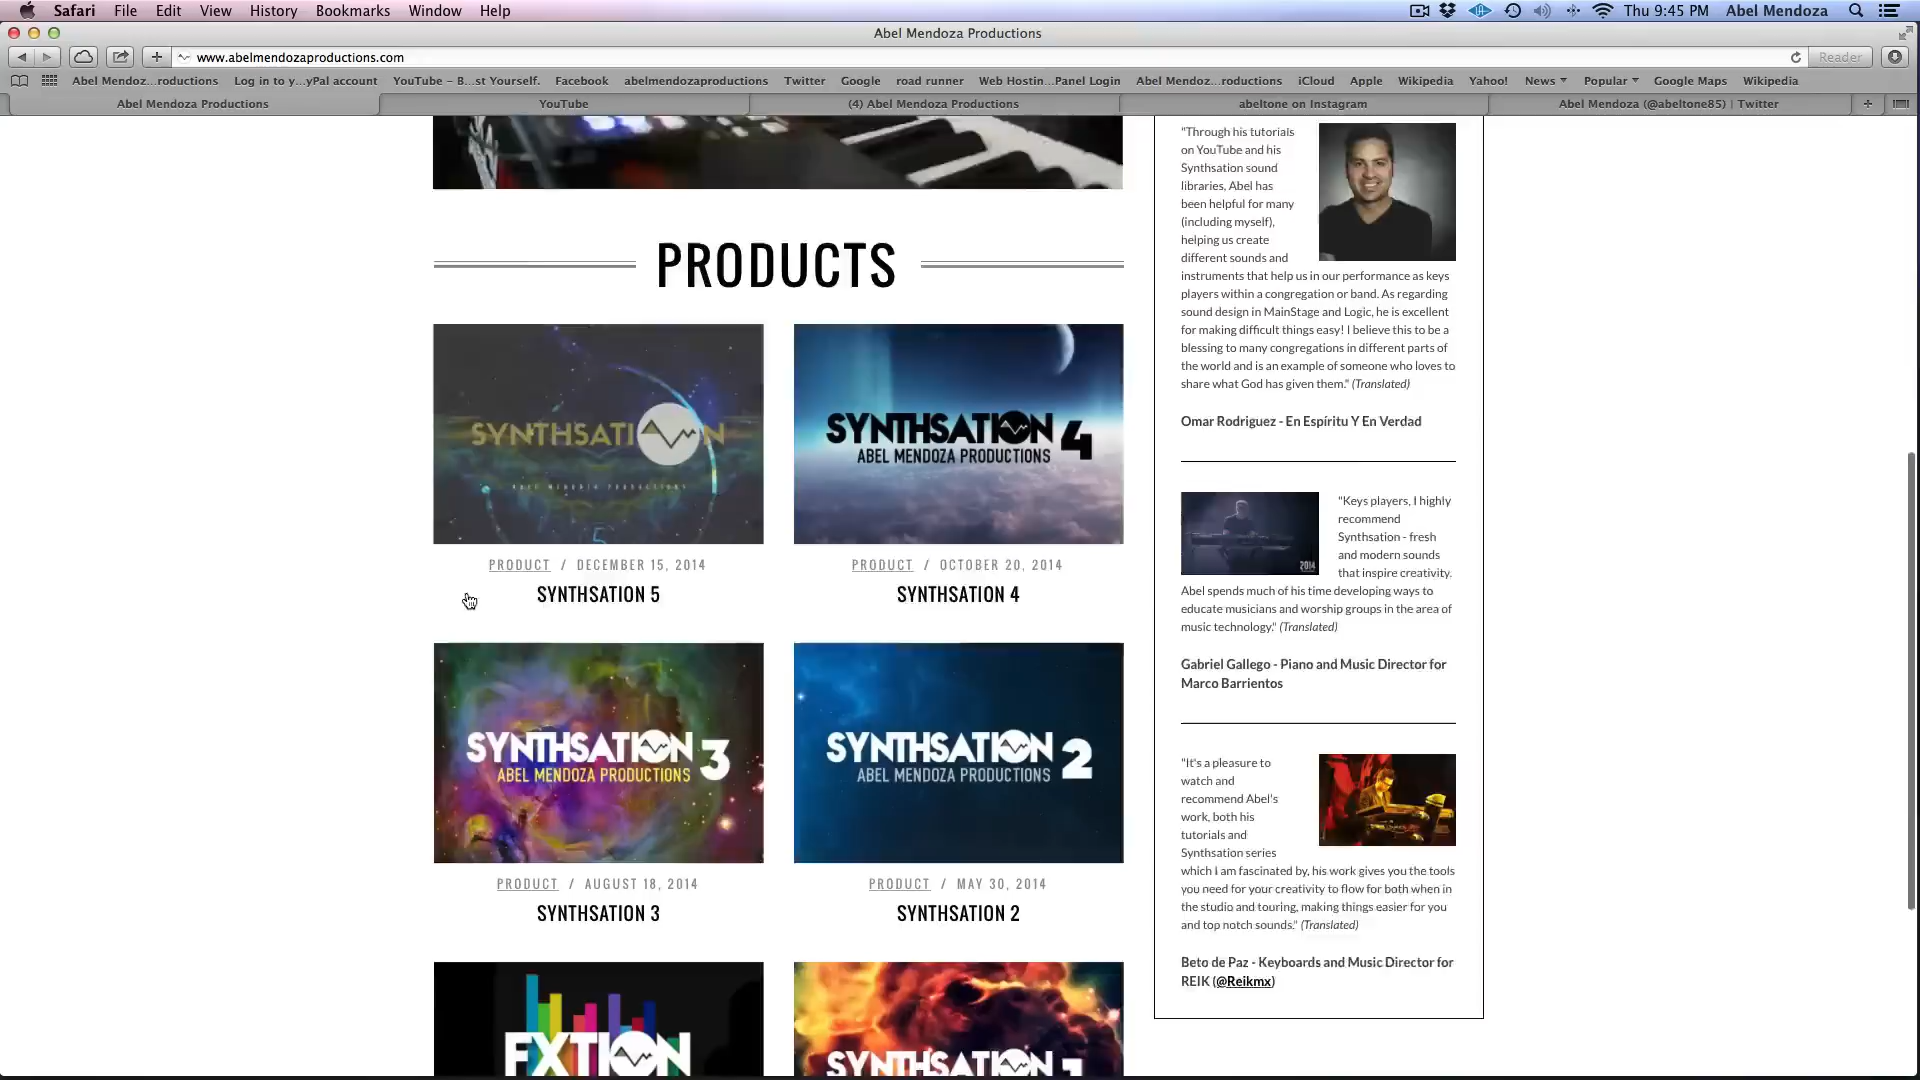 Safari File Edit View History Bookmarks Window Help Thu 9:45 PM Abel Mendoza
Abel Mendoza Productions
www.abelmendozaproductions.com Reader
Abel Mendoz...roductions Log in to y...yPal account YouTube – B...st Yourself. Facebook abelmendozaproductions Twitter Google road runner Web Hostin...Panel Login Abel Mendoz...roductions iCloud Apple Wikipedia Yahoo! News Popular Google Maps Wikipedia
Abel Mendoza Productions YouTube (4) Abel Mendoza Productions abeltone on Instagram Abel Mendoza (@abeltone85) | Twitter
PRODUCTS
SYNTHSATION
ABEL MENDOZA PRODUCTIONS
5
PRODUCT / DECEMBER 15, 2014
SYNTHSATION 5
SYNTHSATION 4
ABEL MENDOZA PRODUCTIONS
PRODUCT / OCTOBER 20, 2014
SYNTHSATION 4
SYNTHSATION 3
ABEL MENDOZA PRODUCTIONS
PRODUCT / AUGUST 18, 2014
SYNTHSATION 3
SYNTHSATION 2
ABEL MENDOZA PRODUCTIONS
PRODUCT / MAY 30, 2014
SYNTHSATION 2
FXTION
SYNTHSATION 1
"Through his tutorials
on YouTube and his
Synthsation sound
libraries, Abel has
been helpful for many
(including myself),
helping us create
different sounds and
instruments that help us in our performance as keys
players within a congregation or band. As regarding
sound design in MainStage and Logic, he is excellent
for making difficult things easy! I believe this to be a
blessing to many congregations in different parts of
the world and is an example of someone who loves to
share what God has given them." (Translated)
Omar Rodriguez - En Espíritu Y En Verdad
2014
"Keys players, I highly
recommend
Synthsation - fresh
and modern sounds
that inspire creativity.
Abel spends much of his time developing ways to
educate musicians and worship groups in the area of
music technology." (Translated)
Gabriel Gallego - Piano and Music Director for
Marco Barrientos
"It's a pleasure to
watch and
recommend Abel's
work, both his
tutorials and
Synthsation series
which I am fascinated by, his work gives you the tools
you need for your creativity to flow for both when in
the studio and touring, making things easier for you
and top notch sounds." (Translated)
Beto de Paz - Keyboards and Music Director for
REIK (@Reikmx)